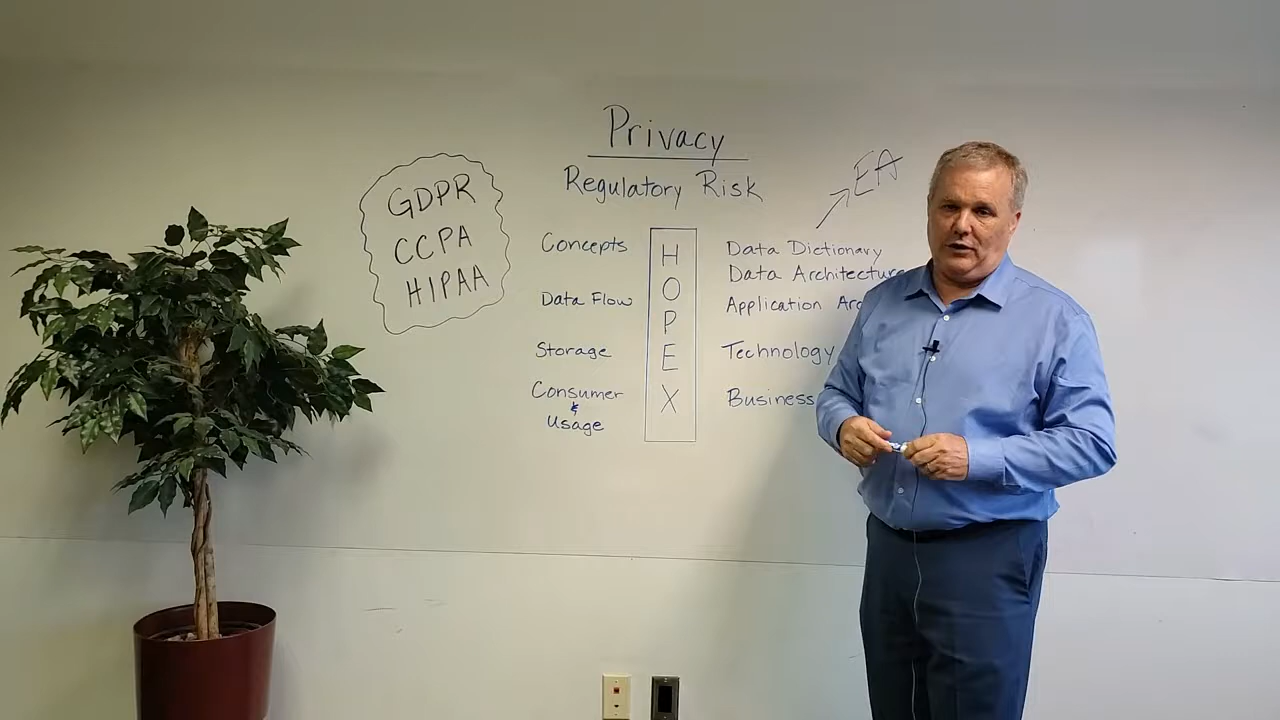 Privacy
Regulatory Risk
EA
GDPR
CCPA
HIPAA
Concepts
Data Flow
Storage
Consumer
&
Usage
H
O
P
E
X
Data Dictionary
Data Architecture
Application
Technology
Business